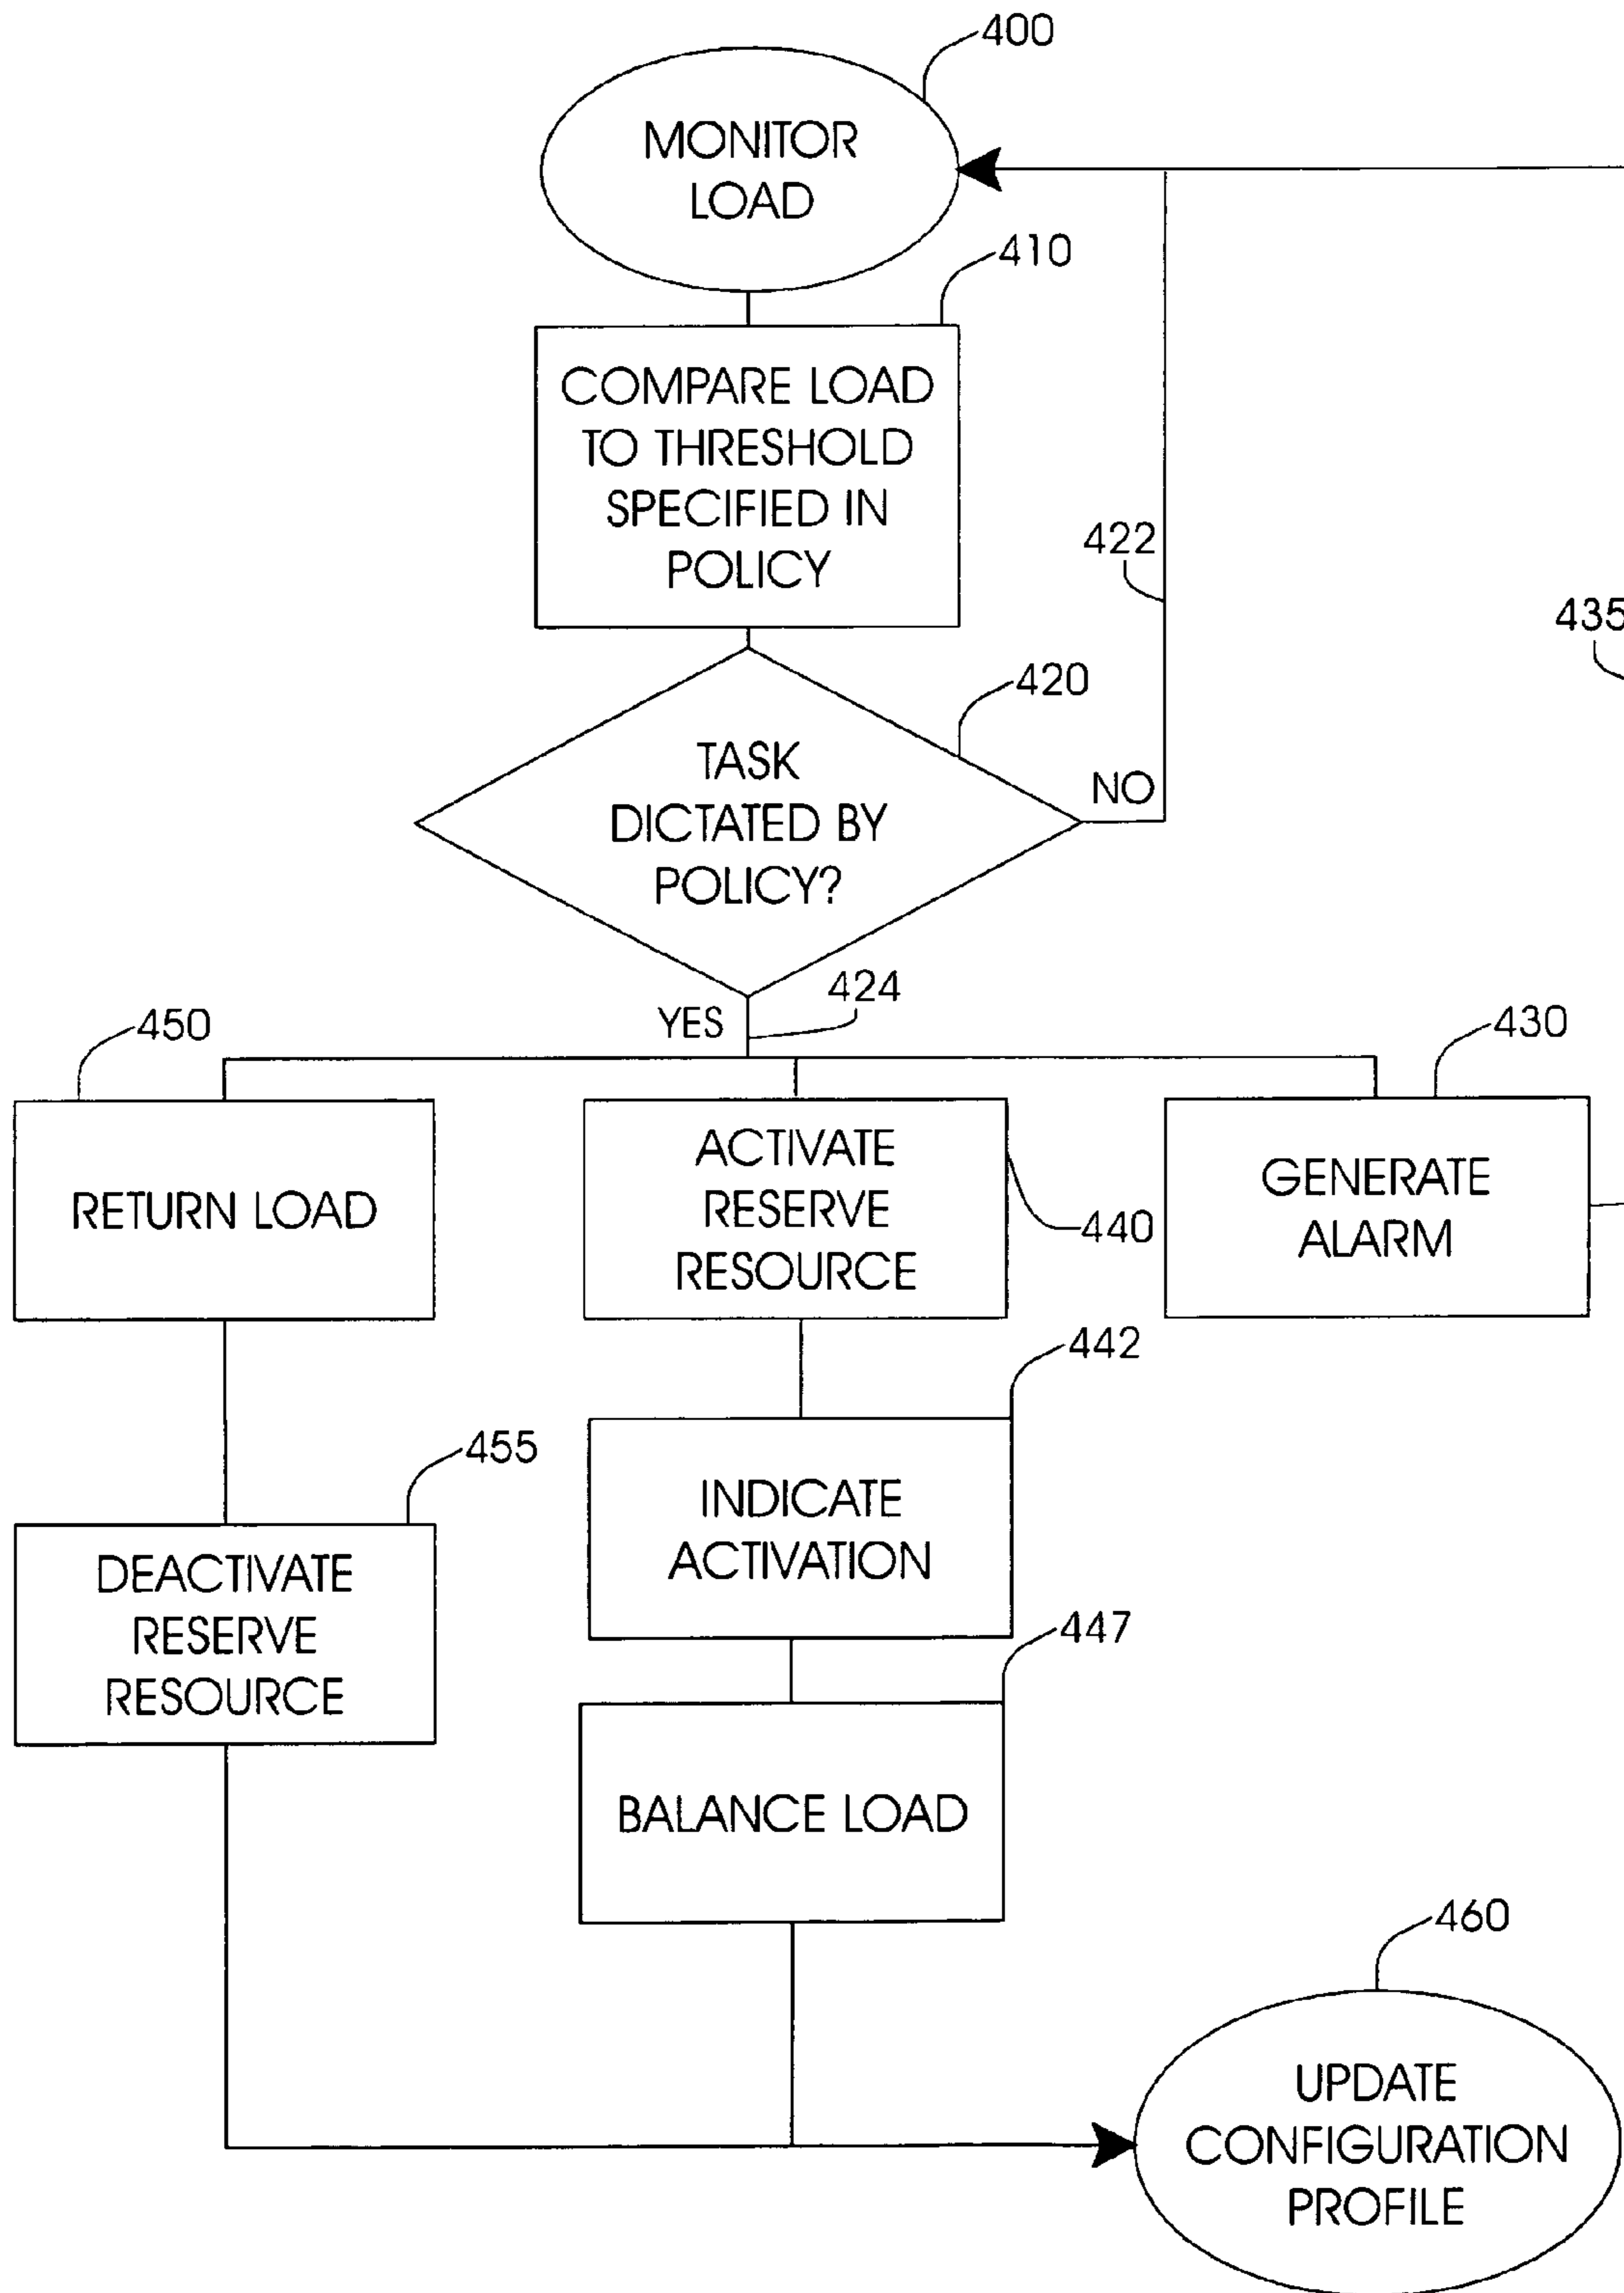 400
MONITOR
LOAD
410
COMPARE LOAD
TO THRESHOLD
SPECIFIED IN
POLICY
422
435
420
TASK
DICTATED BY
POLICY?
NO
YES
424
450
430
RETURN LOAD
ACTIVATE
RESERVE
RESOURCE
440
GENERATE
ALARM
442
455
INDICATE
ACTIVATION
DEACTIVATE
RESERVE
RESOURCE
447
BALANCE LOAD
460
UPDATE
CONFIGURATION
PROFILE